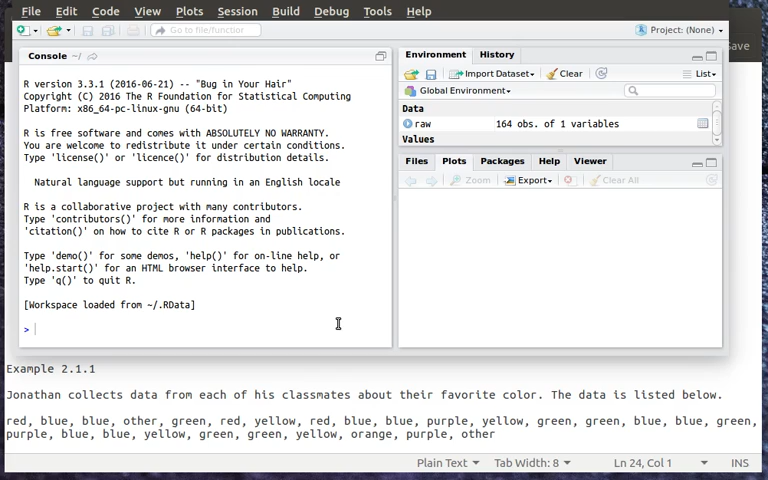 File Edit Code View Plots Session Build Debug Tools Help
Go to file/function Project: (None)
Save
Console ~/
R version 3.3.1 (2016-06-21) -- "Bug in Your Hair"
Copyright (C) 2016 The R Foundation for Statistical Computing
Platform: x86_64-pc-linux-gnu (64-bit)
R is free software and comes with ABSOLUTELY NO WARRANTY.
You are welcome to redistribute it under certain conditions.
Type 'license()' or 'licence()' for distribution details.
Natural language support but running in an English locale
R is a collaborative project with many contributors.
Type 'contributors()' for more information and
'citation()' on how to cite R or R packages in publications.
Type 'demo()' for some demos, 'help()' for on-line help, or
'help.start()' for an HTML browser interface to help.
Type 'q()' to quit R.
[Workspace loaded from ~/.RData]
>
Environment History
Import Dataset Clear List
Global Environment
Data
raw 164 obs. of 1 variables
Values
Files Plots Packages Help Viewer
Zoom Export Clear All
Example 2.1.1
Jonathan collects data from each of his classmates about their favorite color. The data is listed below.
red, blue, blue, other, green, red, yellow, red, blue, blue, purple, yellow, green, green, blue, blue, green,
purple, blue, blue, yellow, green, green, yellow, orange, purple, other
Plain Text Tab Width: 8 Ln 24, Col 1 INS